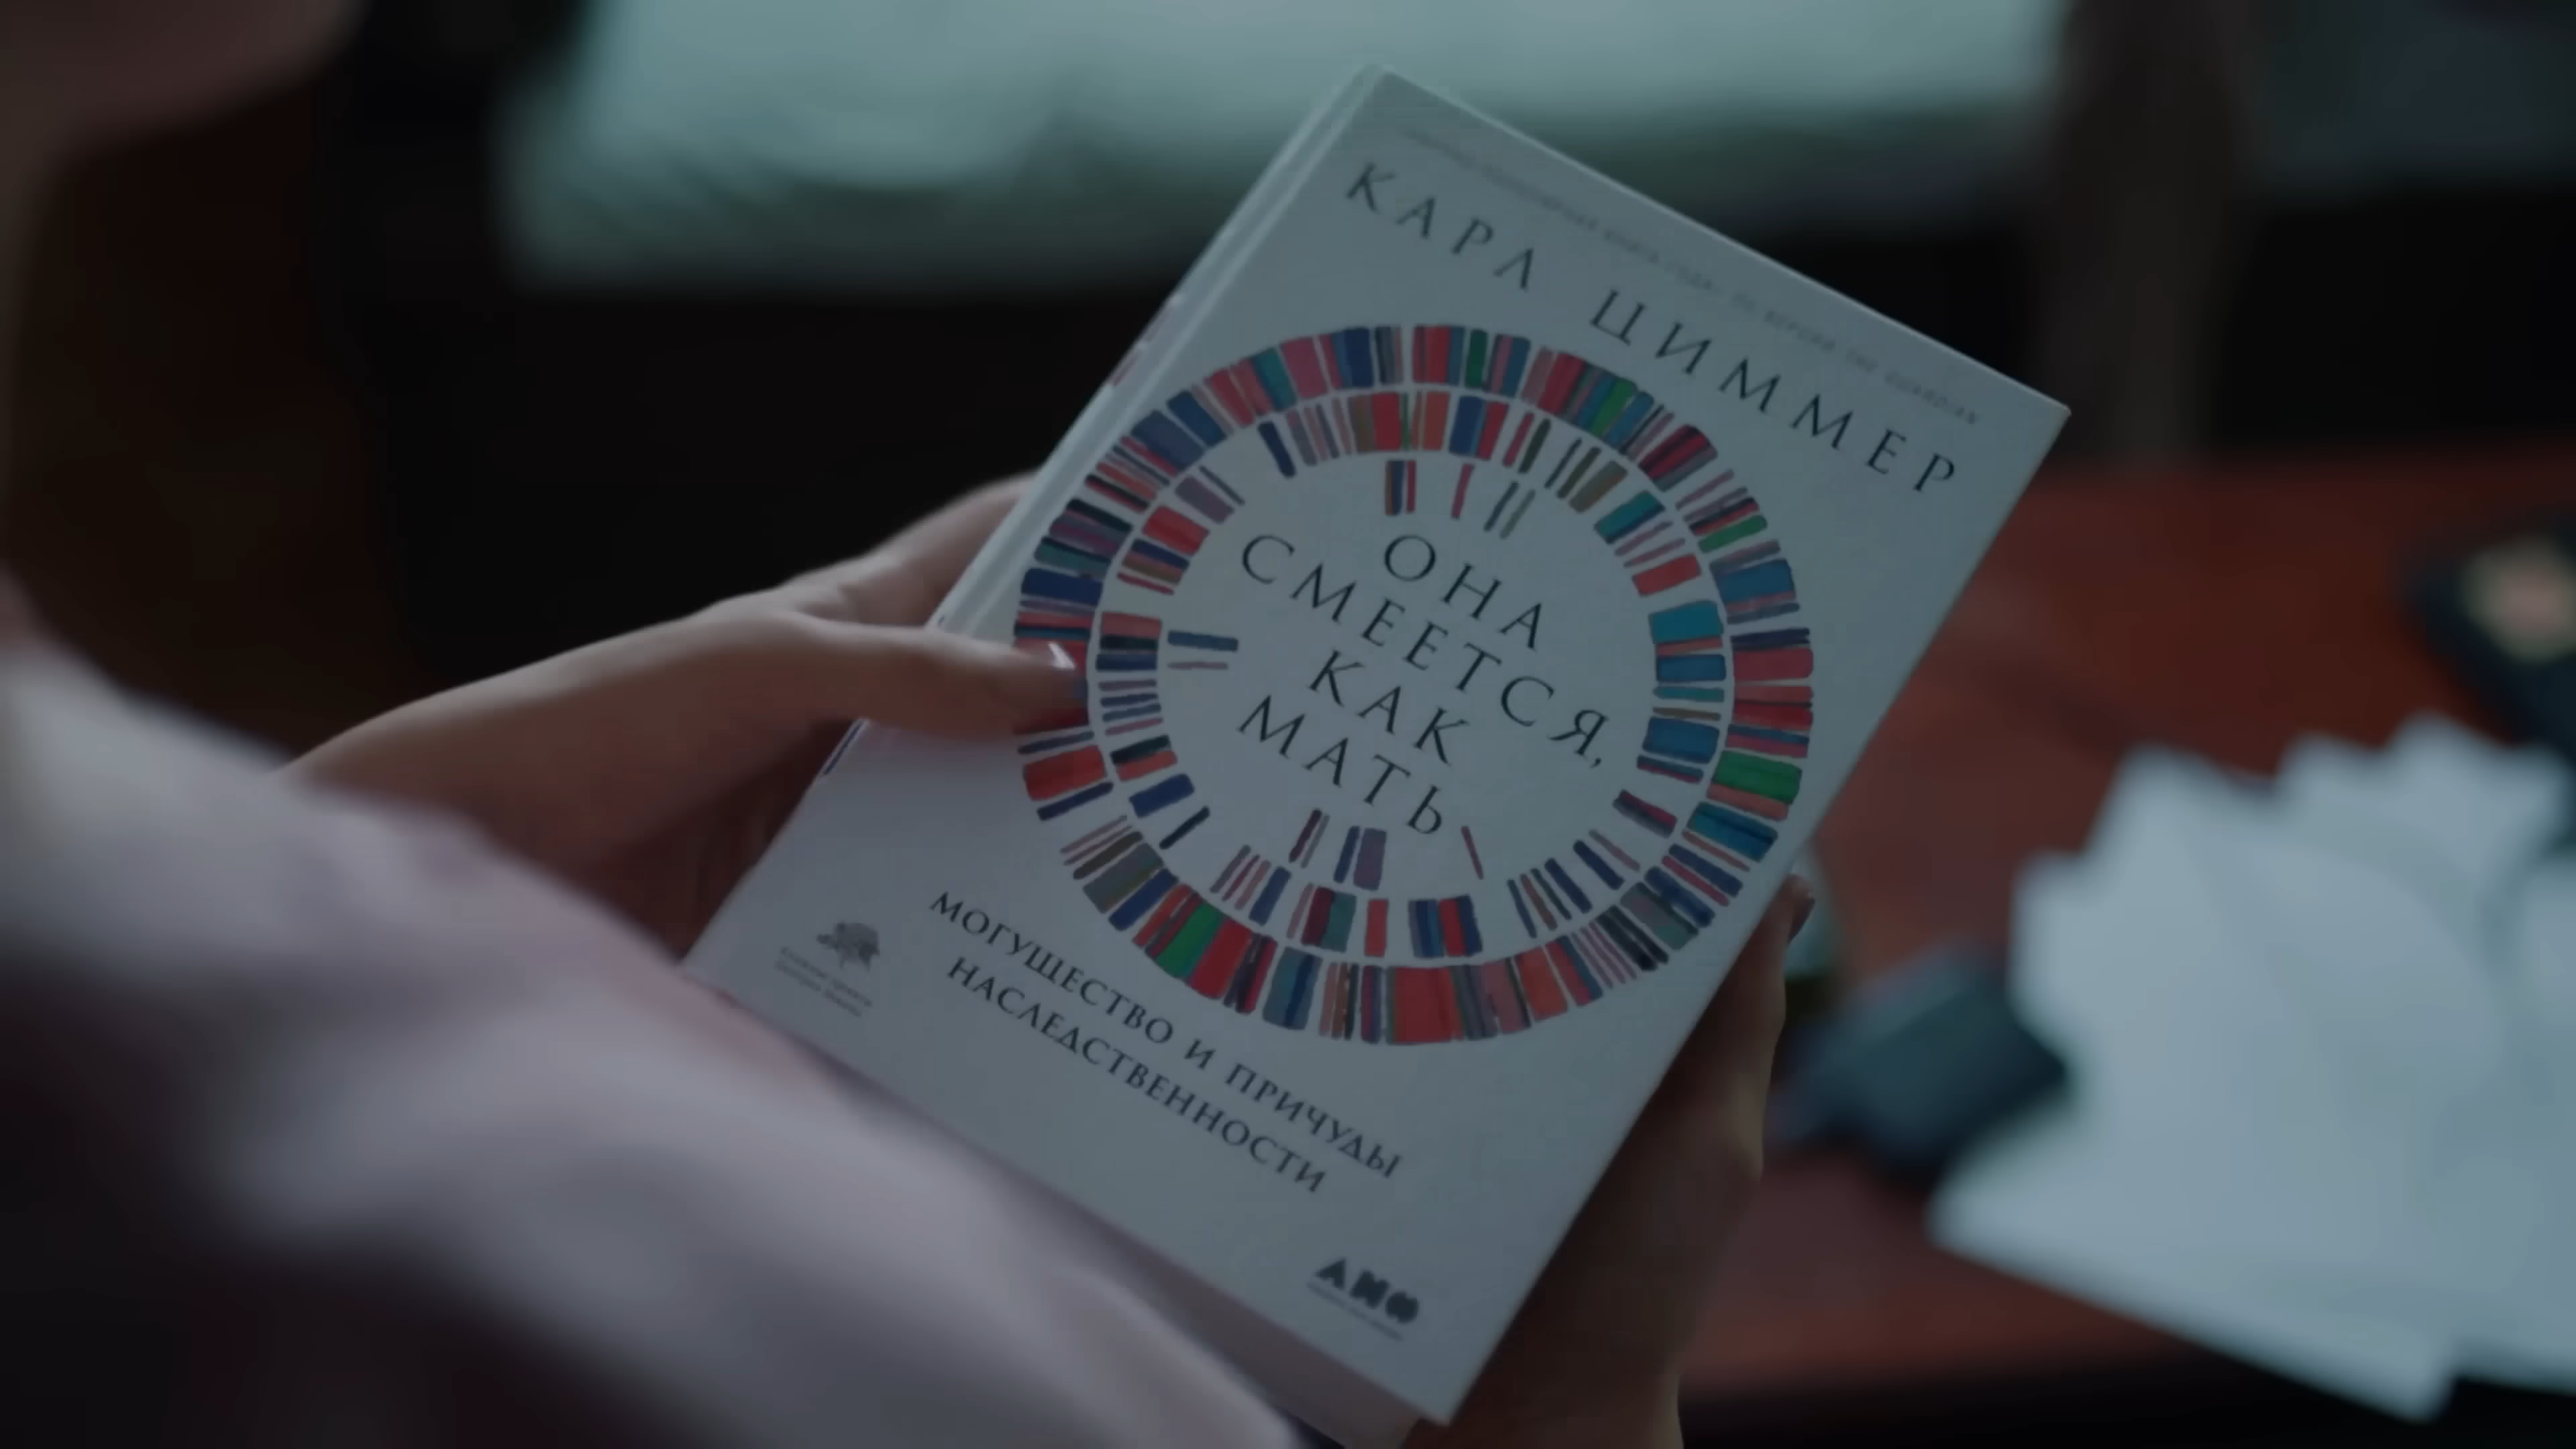 КАРЛ ЦИММЕР
ОНА
СМЕЕТСЯ,
КАК
МАТЬ
МОГУЩЕСТВО И ПРИЧУДЫ
НАСЛЕДСТВЕННОСТИ